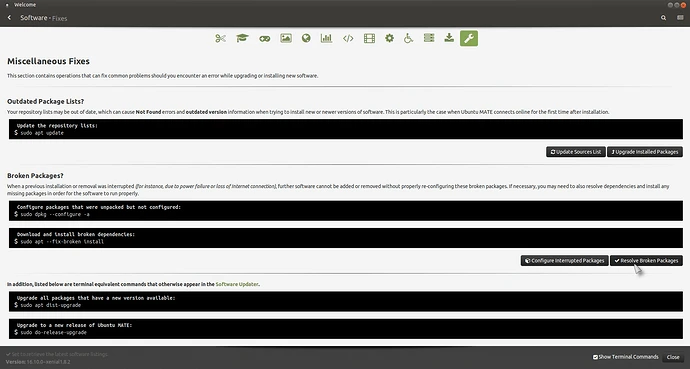 Welcome
Software - Fixes
Miscellaneous Fixes
This section contains operations that can fix common problems should you encounter an error while upgrading or installing new software.
Outdated Package Lists?
Your repository lists may be out of date, which can cause Not Found errors and outdated version information when trying to install new or newer versions of software. This is particularly the case when Ubuntu MATE connects online for the first time after installation.
Update the repository lists:
$ sudo apt update
Update Sources List
Upgrade Installed Packages
Broken Packages?
When a previous installation or removal was interrupted (for instance, due to power failure or loss of Internet connection), further software cannot be added or removed without properly re-configuring these broken packages. If necessary, you may need to also resolve dependencies and install any
missing packages in order for the software to run properly.
Configure packages that were unpacked but not configured:
$ sudo dpkg --configure -a
Download and install broken dependencies:
$ sudo apt --fix-broken install
Configure Interrupted Packages
Resolve Broken Packages
In addition, listed below are terminal equivalent commands that otherwise appear in the Software Updater.
Upgrade all packages that have a new version available:
$ sudo apt dist-upgrade
Upgrade to a new release of Ubuntu MATE:
$ sudo do-release-upgrade
Show Terminal Commands
Close
Version: